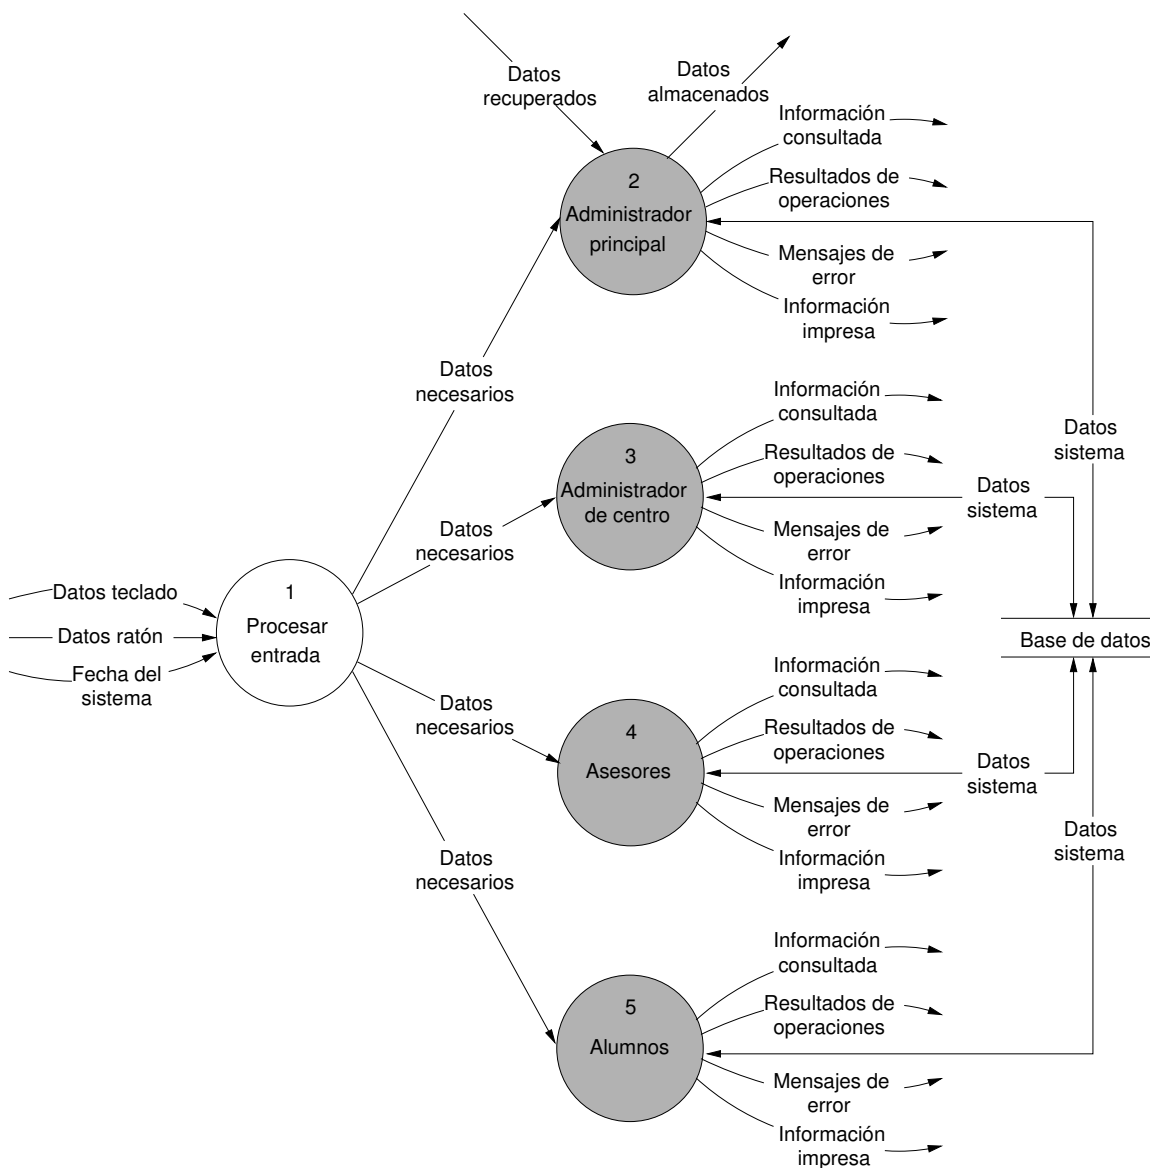 Datos
recuperados
Datos
almacenados
Información
consultada
2
Administrador
principal
Resultados de
operaciones
Mensajes de
error
Información
impresa
Datos
necesarios
Datos
sistema
Información
consultada
3
Administrador
de centro
Resultados de
operaciones
Datos
sistema
Mensajes de
error
Información
impresa
Datos
necesarios
Datos teclado
Datos ratón
Fecha del
sistema
1
Procesar
entrada
Base de datos
Datos
necesarios
Información
consultada
4
Asesores
Resultados de
operaciones
Datos
sistema
Mensajes de
error
Información
impresa
Datos
sistema
Datos
necesarios
Información
consultada
5
Alumnos
Resultados de
operaciones
Mensajes de
error
Información
impresa